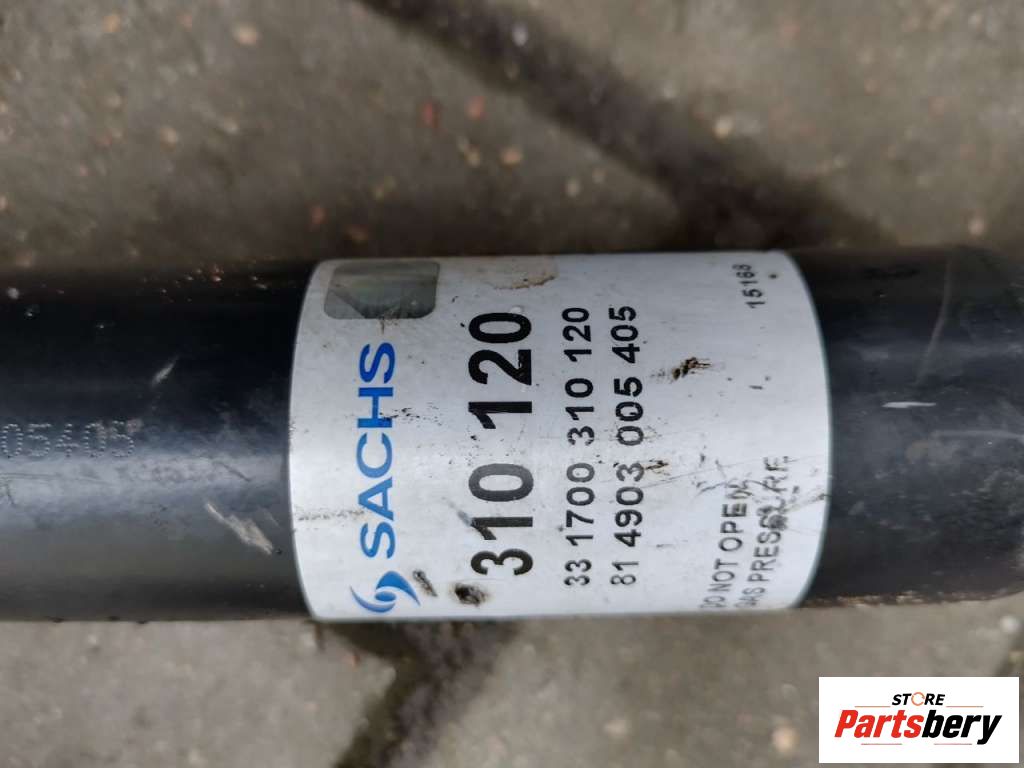 SACHS
310 120
33 1700 310 120
81 4903 005 405
DO NOT OPEN
GAS PRESSURE
15168
STORE
Partsbery